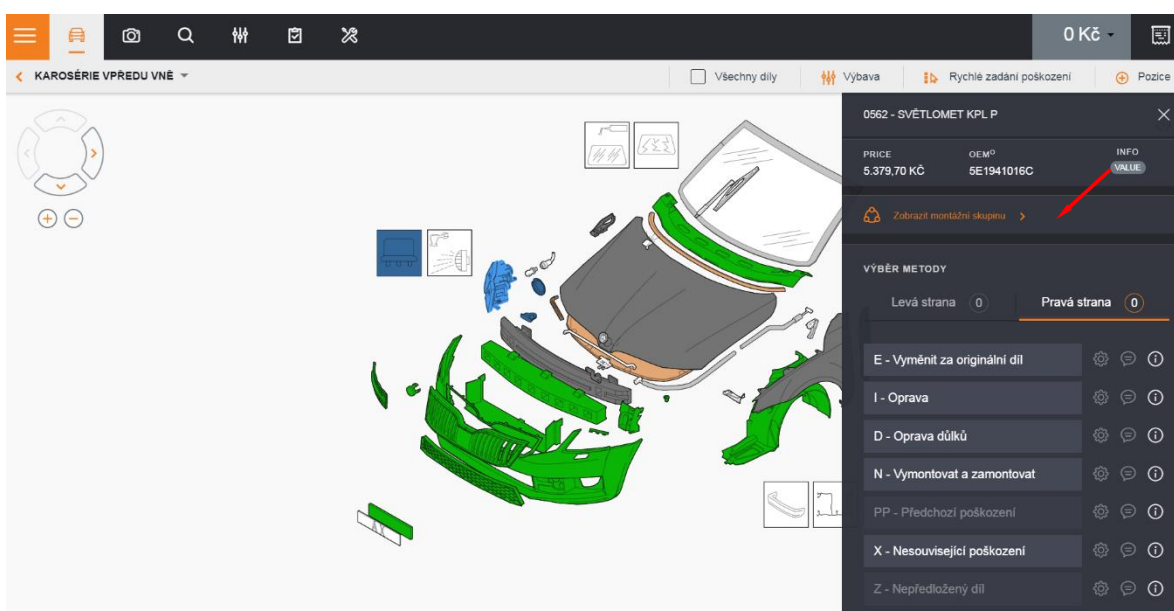 0 Kč
KAROSÉRIE VPŘEDU VNĚ
Všechny díly
Výbava
Rychlé zadání poškození
Pozice
0562 - SVĚTLOMET KPL P
PRICE OEMO INFO
5.379,70 KČ 5E1941016C VALUE
Zobrazit montážní skupinu
VÝBĚR METODY
Levá strana 0 Pravá strana 0
E - Vyměnit za originální díl
I - Oprava
D - Oprava důlků
N - Vymontovat a zamontovat
PP - Předchozí poškození
X - Nesouvisející poškození
Z - Nepředložený díl